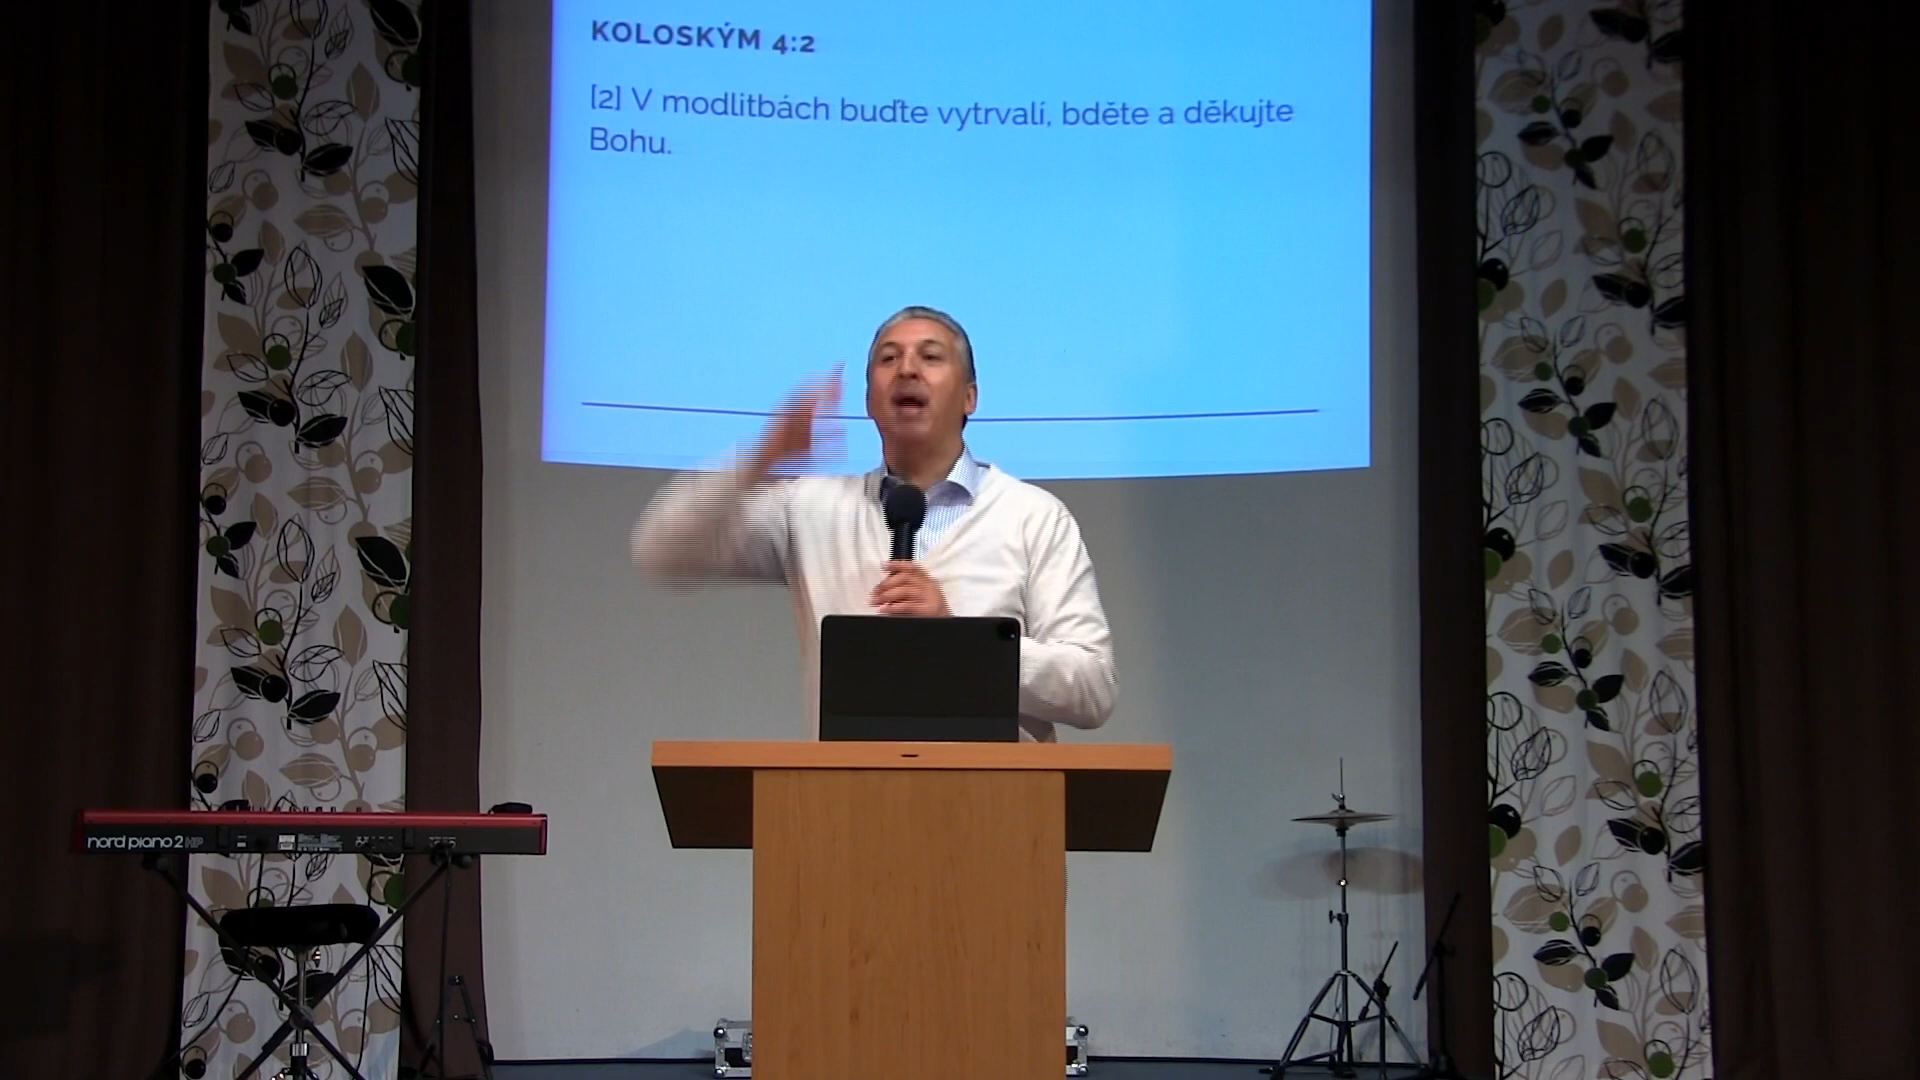 KOLOSKÝM 4:2
[2] V modlitbách buďte vytrvalí, bděte a děkujte
Bohu.
nord piano 2 HP